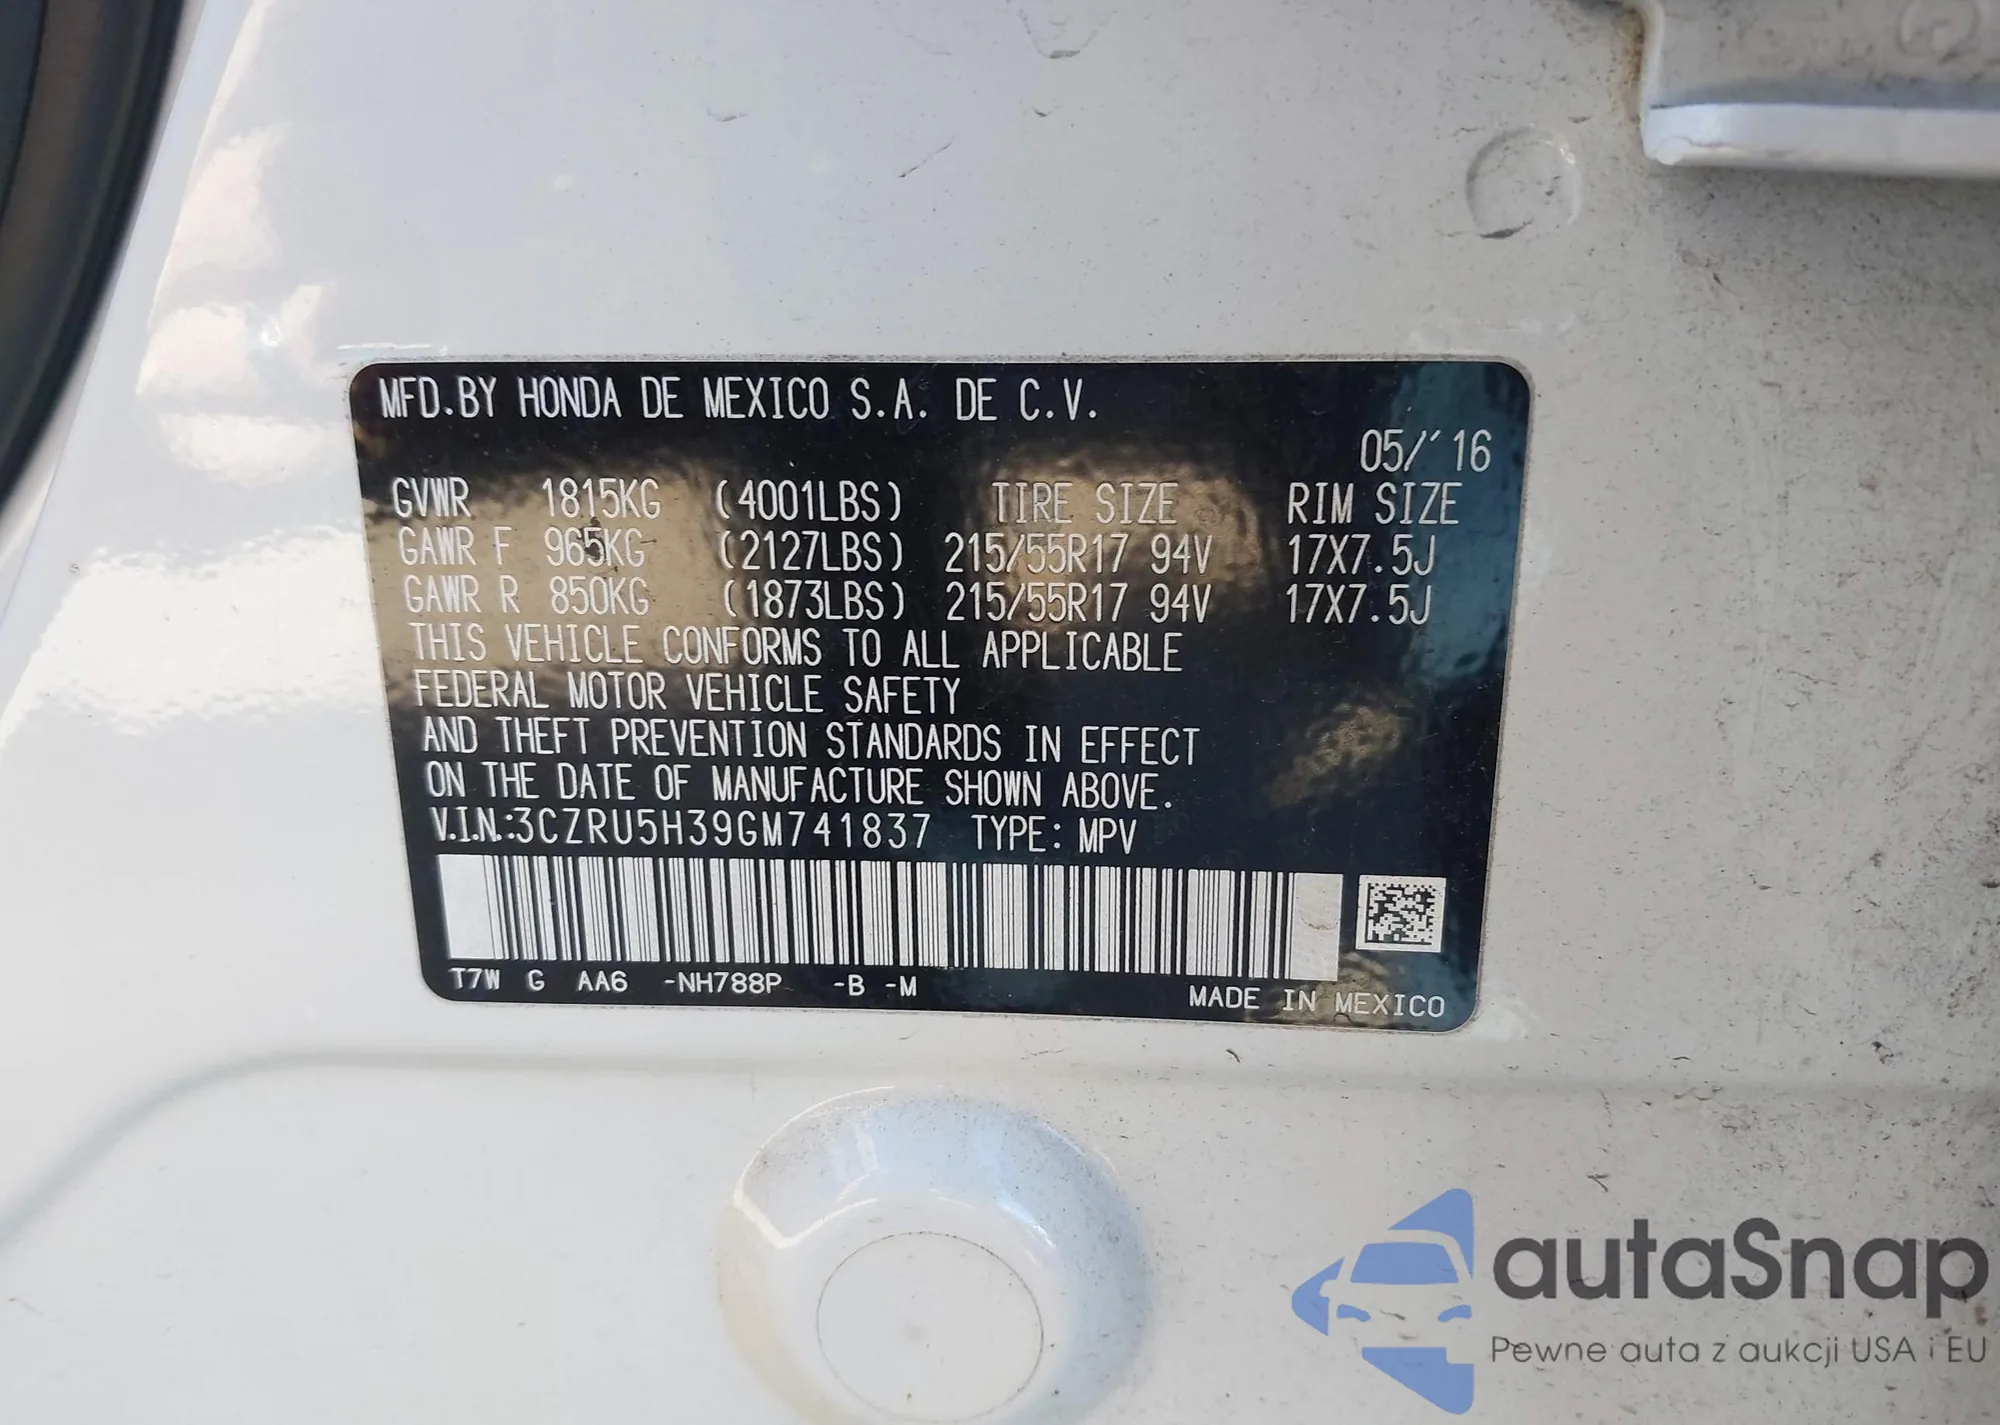 MFD.BY HONDA DE MEXICO S.A. DE C.V.
05/'16
GVWR 1815KG (4001LBS) TIRE SIZE RIM SIZE
GAWR F 965KG (2127LBS) 215/55R17 94V 17X7.5J
GAWR R 850KG (1873LBS) 215/55R17 94V 17X7.5J
THIS VEHICLE CONFORMS TO ALL APPLICABLE
FEDERAL MOTOR VEHICLE SAFETY
AND THEFT PREVENTION STANDARDS IN EFFECT
ON THE DATE OF MANUFACTURE SHOWN ABOVE.
V.I.N.:3CZRU5H39GM741837 TYPE: MPV
T7W G AA6 -NH788P -B -M
MADE IN MEXICO
autaSnap
Pewne auta z aukcji USA i EU